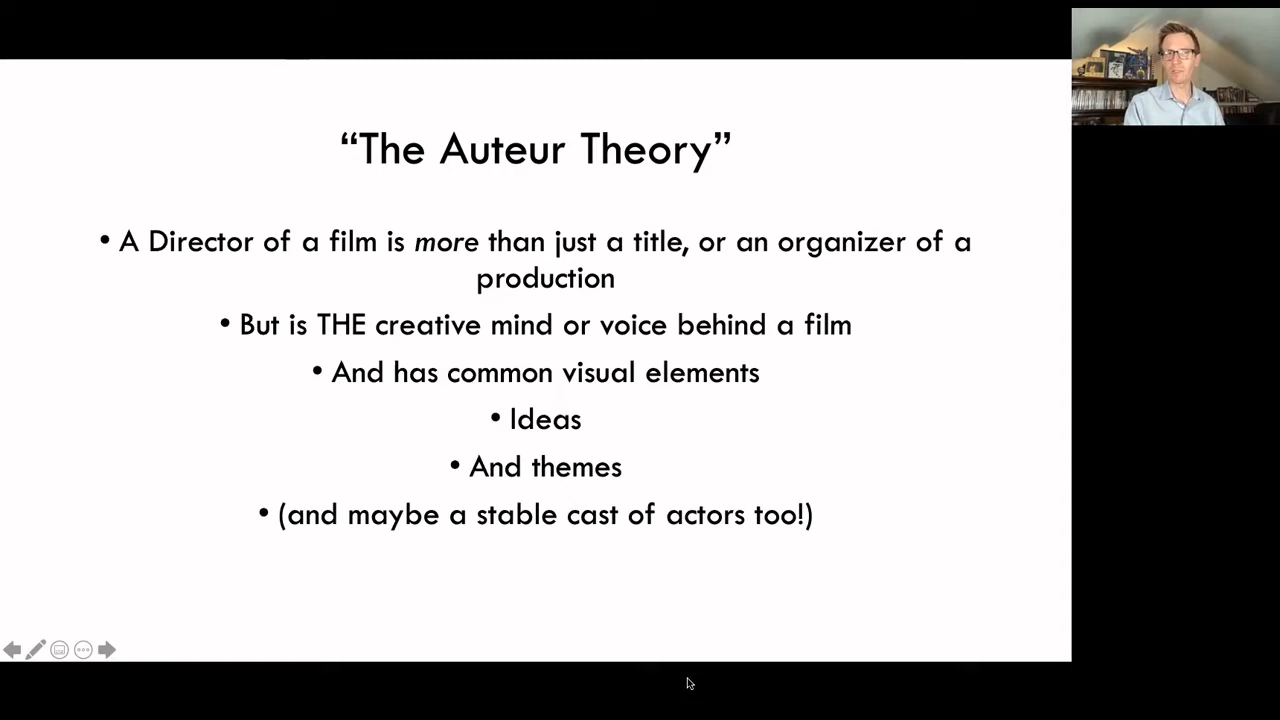 “The Auteur Theory”
• A Director of a film is more than just a title, or an organizer of a
production
• But is THE creative mind or voice behind a film
• And has common visual elements
• Ideas
• And themes
• (and maybe a stable cast of actors too!)